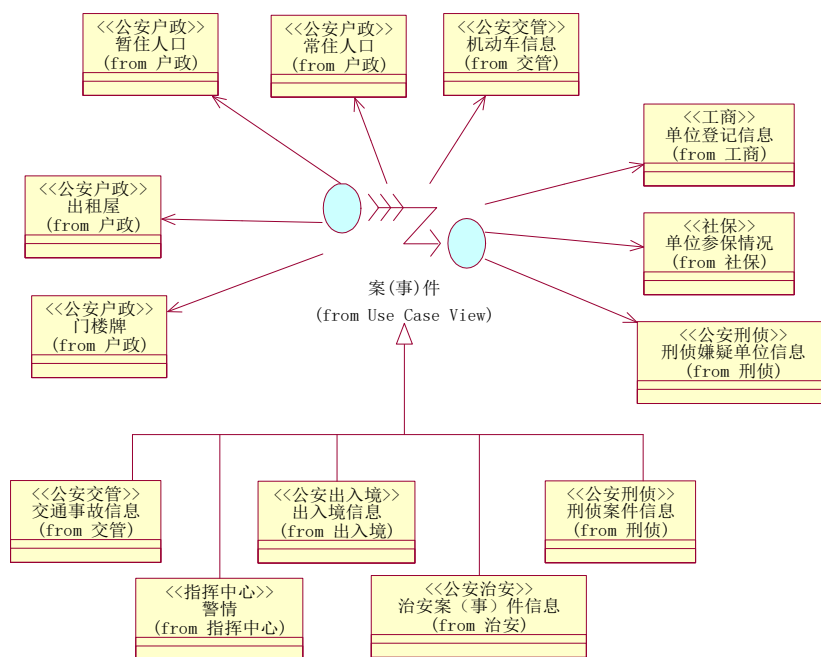 <<公安户政>>
暂住人口
(from 户政)
<<公安户政>>
常住人口
(from 户政)
<<公安交管>>
机动车信息
(from 交管)
<<工商>>
单位登记信息
(from 工商)
<<公安户政>>
出租屋
(from 户政)
<<社保>>
单位参保情况
(from 社保)
案(事)件
(from Use Case View)
<<公安户政>>
门楼牌
(from 户政)
<<公安刑侦>>
刑侦嫌疑单位信息
(from 刑侦)
<<公安交管>>
交通事故信息
(from 交管)
<<公安出入境>>
出入境信息
(from 出入境)
<<公安刑侦>>
刑侦案件信息
(from 刑侦)
<<指挥中心>>
警情
(from 指挥中心)
<<公安治安>>
治安案（事）件信息
(from 治安)